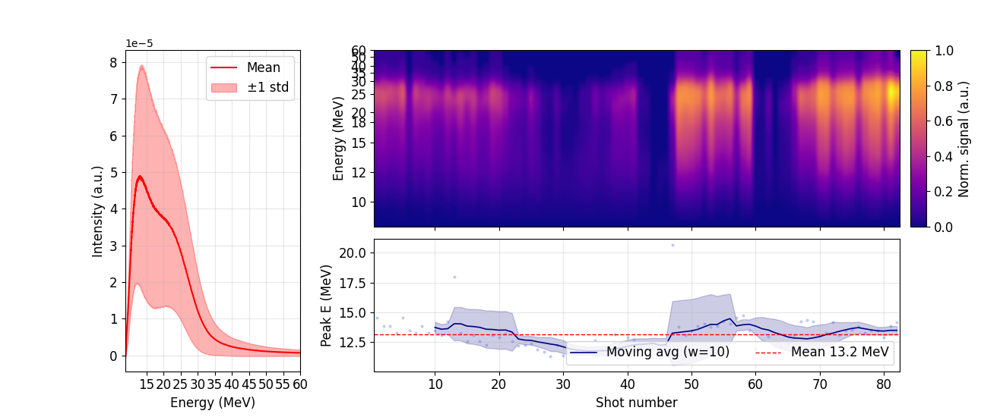 1e−5
8
7
6
5
4
3
2
1
0
Intensity (a.u.)
Mean
±1 std
15 20 25 30 35 40 45 50 55 60
Energy (MeV)
60
50
40
35
30
25
20
18
15
12
10
Energy (MeV)
1.0
0.8
0.6
0.4
0.2
0.0
Norm. signal (a.u.)
20.0
17.5
15.0
12.5
Peak E (MeV)
Moving avg (w=10)
Mean 13.2 MeV
10 20 30 40 50 60 70 80
Shot number